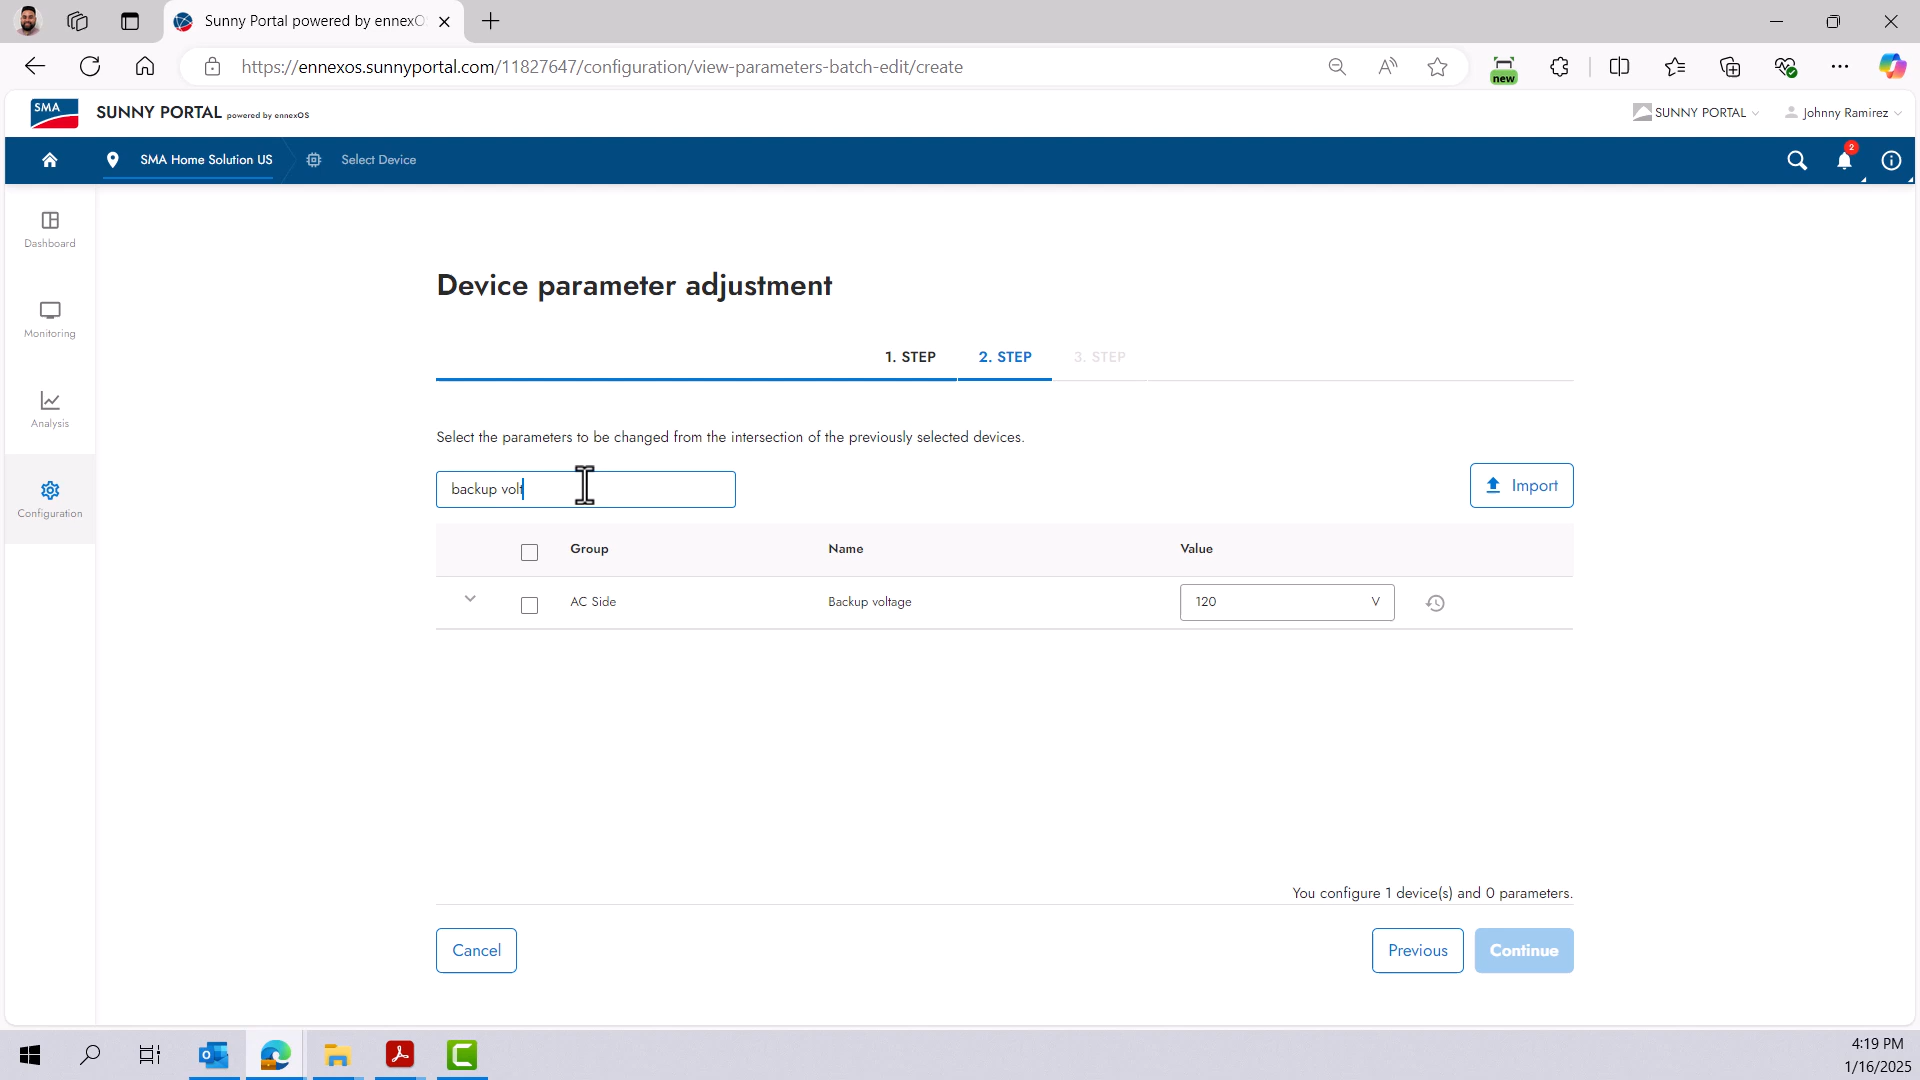 Sunny Portal powered by ennexO
https://ennexos.sunnyportal.com/11827647/configuration/view-parameters-batch-edit/create
new
SMA
SUNNY PORTAL powered by ennexOS
SUNNY PORTAL
Johnny Ramirez
SMA Home Solution US
Select Device
2
Dashboard
Monitoring
Analysis
Configuration
Device parameter adjustment
1. STEP
2. STEP
3. STEP
Select the parameters to be changed from the intersection of the previously selected devices.
backup volt
Import
Group
Name
Value
AC Side
Backup voltage
120
V
You configure 1 device(s) and 0 parameters.
Cancel
Previous
Continue
4:19 PM
1/16/2025